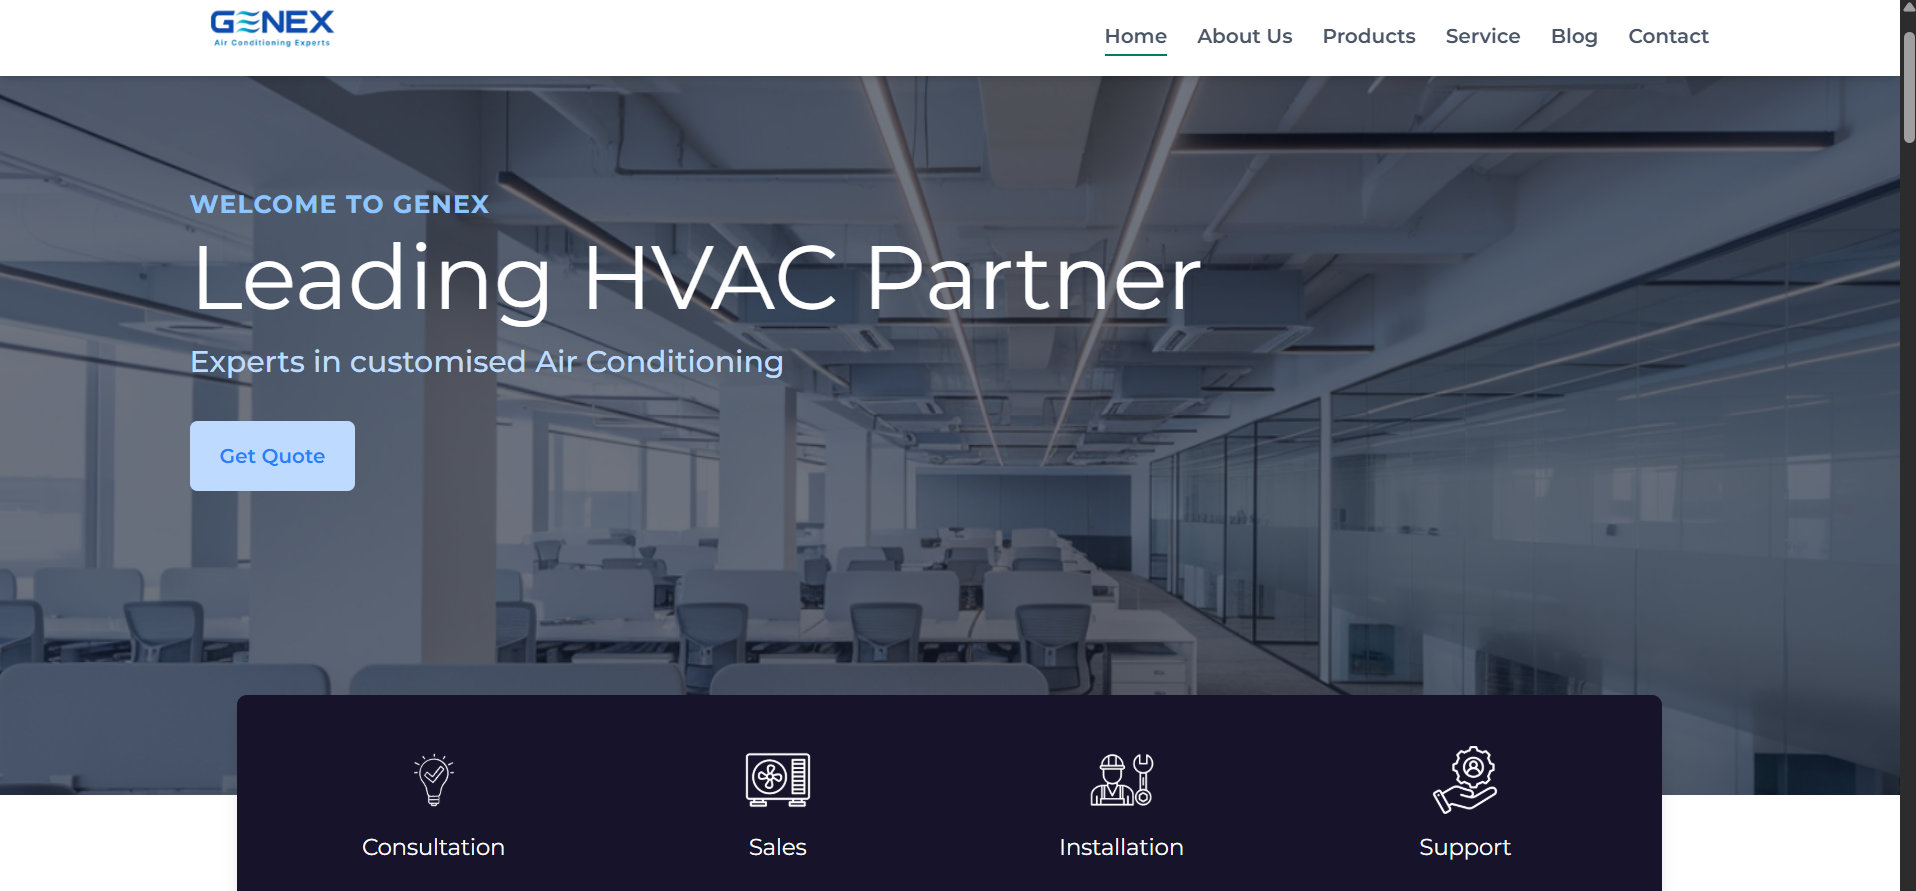 GENEX
Air Conditioning Experts
Home About Us Products Service Blog Contact
WELCOME TO GENEX
Leading HVAC Partner
Experts in customised Air Conditioning
Get Quote
Consultation Sales Installation Support